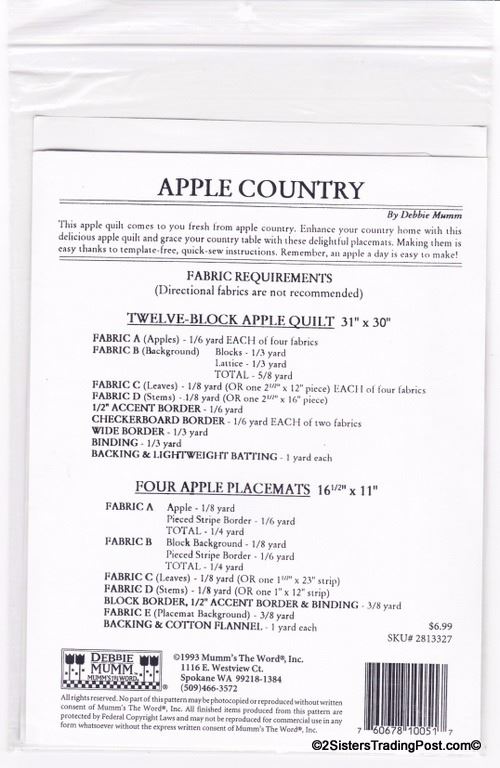 APPLE COUNTRY
By Debbie Mumm
This apple quilt comes to you fresh from apple country. Enhance your country home with this
delicious apple quilt and grace your country table with these delightful placemats. Making them is
easy thanks to template-free, quick-sew instructions. Remember, an apple a day is easy to make!
FABRIC REQUIREMENTS
(Directional fabrics are not recommended)
TWELVE-BLOCK APPLE QUILT 31" x 30"
FABRIC A (Apples) - 1/6 yard EACH of four fabrics
FABRIC B (Background) Blocks - 1/3 yard
Lattice - 1/3 yard
TOTAL - 5/8 yard
FABRIC C (Leaves) - 1/8 yard (OR one 2 1/2" x 12" piece) EACH of four fabrics
FABRIC D (Stems) - 1/8 yard (OR one 2 1/2" x 16" piece)
1/2" ACCENT BORDER - 1/6 yard
CHECKERBOARD BORDER - 1/6 yard EACH of two fabrics
WIDE BORDER - 1/3 yard
BINDING - 1/3 yard
BACKING & LIGHTWEIGHT BATTING - 1 yard each
FOUR APPLE PLACEMATS 16 1/2" x 11"
FABRIC A Apple - 1/8 yard
Pieced Stripe Border - 1/6 yard
TOTAL - 1/4 yard
FABRIC B Block Background - 1/8 yard
Pieced Stripe Border - 1/6 yard
TOTAL - 1/4 yard
FABRIC C (Leaves) - 1/8 yard (OR one 1 1/2" x 23" strip)
FABRIC D (Stems) - 1/8 yard (OR one 1" x 12" strip)
BLOCK BORDER, 1/2" ACCENT BORDER & BINDING - 3/8 yard
FABRIC E (Placemat Background) - 3/8 yard
BACKING & COTTON FLANNEL - 1 yard each
$6.99
SKU# 2813327
DEBBIE
MUMM
MUMM'S THE WORD
®
©1993 Mumm's The Word®, Inc.
1116 E. Westview Ct.
Spokane WA 99218-1384
(509)466-3572
All rights reserved. No part of this pattern may be photocopied or reproduced without written
consent of Mumm's The Word®, Inc. All finished items produced from this pattern are
protected by Federal Copyright Laws and may not be reproduced for commercial use in any
form whatsoever without the express written consent of Mumm's The Word®, Inc.
7 60678 10051 7
©2SistersTradingPost.com©